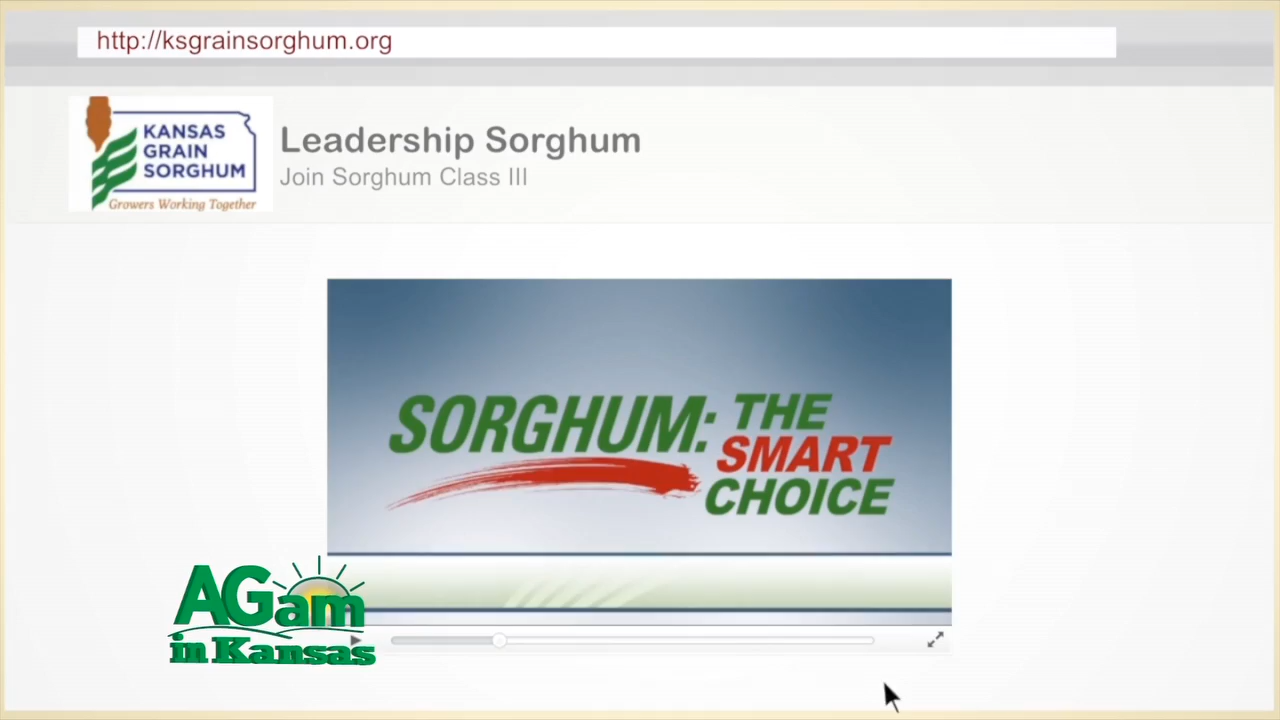 http://ksgrainsorghum.org
KANSAS
GRAIN
SORGHUM
Growers Working Together
Leadership Sorghum
Join Sorghum Class III
SORGHUM: THE
SMART
CHOICE
AGam
in Kansas